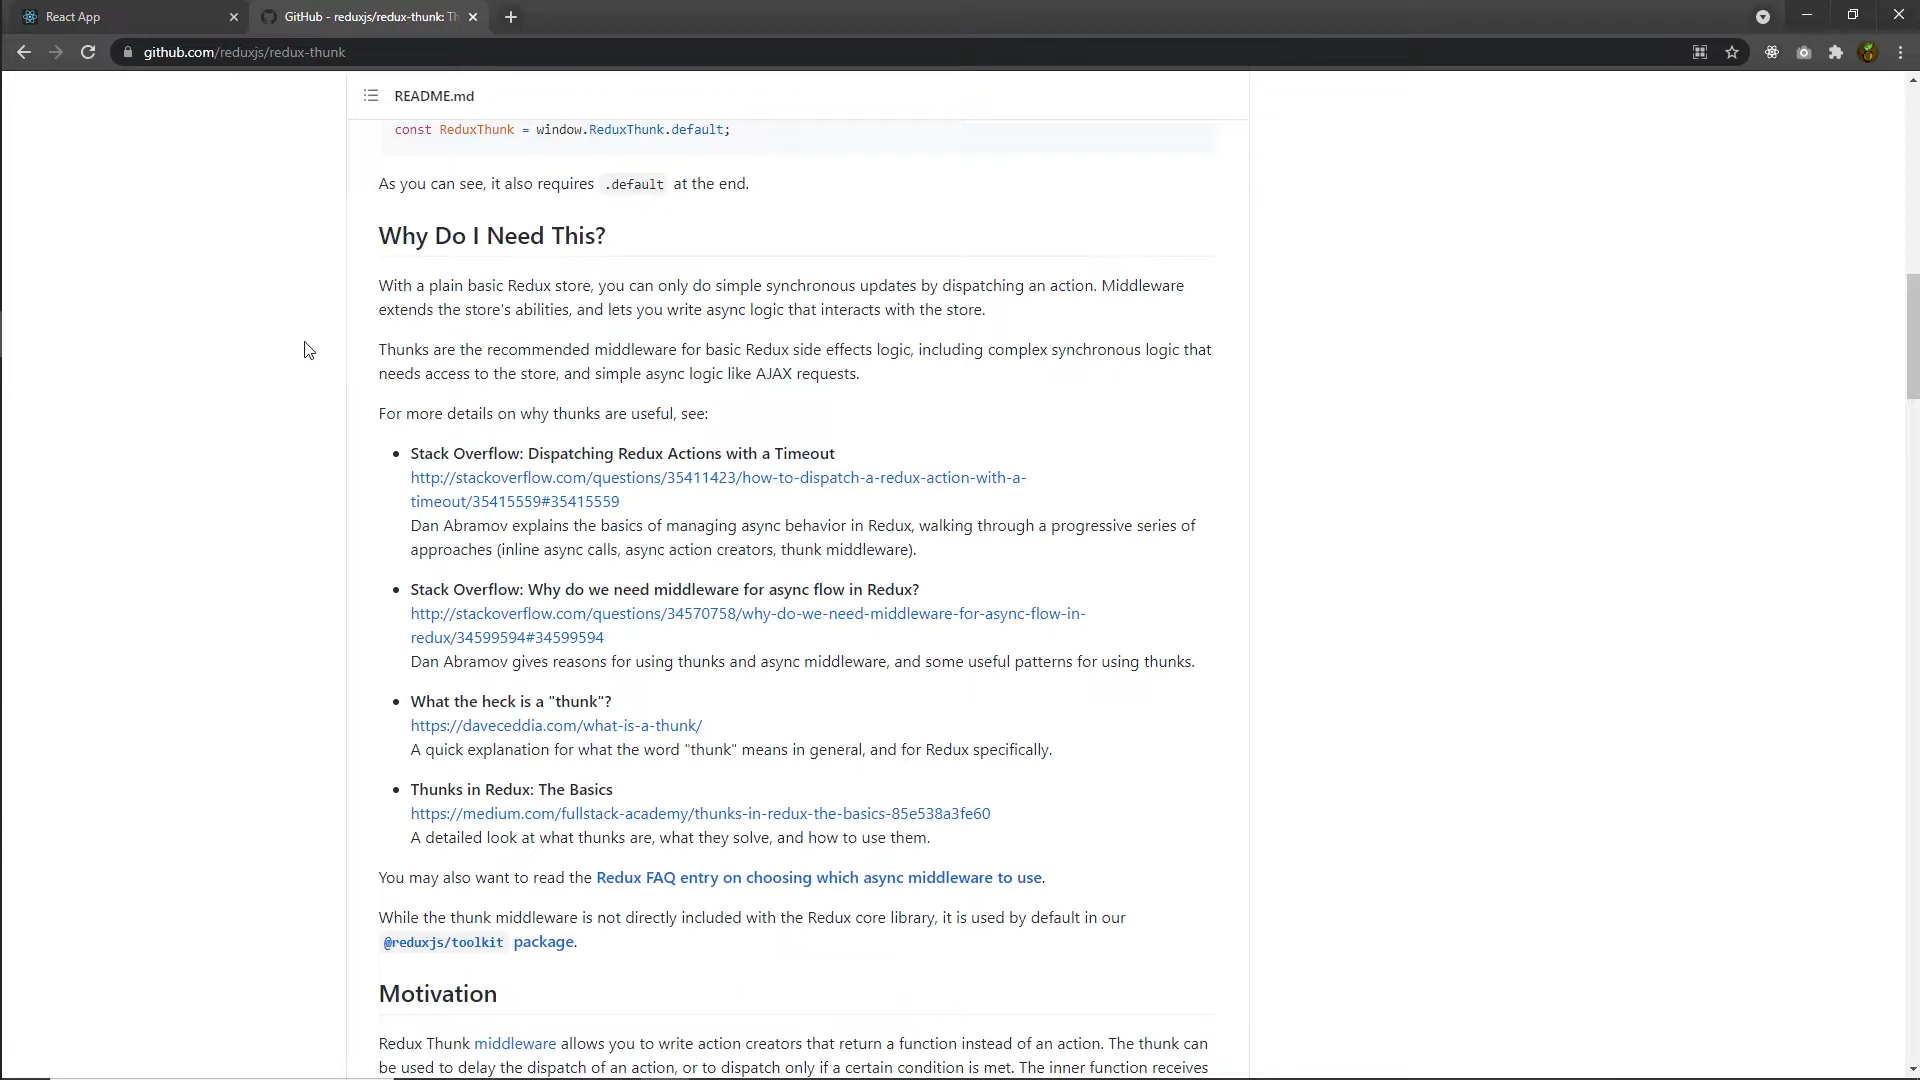 React App
GitHub - reduxjs/redux-thunk: Th
github.com/reduxjs/redux-thunk
README.md
const ReduxThunk = window.ReduxThunk.default;
As you can see, it also requires .default at the end.
Why Do I Need This?
With a plain basic Redux store, you can only do simple synchronous updates by dispatching an action. Middleware
extends the store's abilities, and lets you write async logic that interacts with the store.
Thunks are the recommended middleware for basic Redux side effects logic, including complex synchronous logic that
needs access to the store, and simple async logic like AJAX requests.
For more details on why thunks are useful, see:
Stack Overflow: Dispatching Redux Actions with a Timeout
http://stackoverflow.com/questions/35411423/how-to-dispatch-a-redux-action-with-a-
timeout/35415559#35415559
Dan Abramov explains the basics of managing async behavior in Redux, walking through a progressive series of
approaches (inline async calls, async action creators, thunk middleware).
Stack Overflow: Why do we need middleware for async flow in Redux?
http://stackoverflow.com/questions/34570758/why-do-we-need-middleware-for-async-flow-in-
redux/34599594#34599594
Dan Abramov gives reasons for using thunks and async middleware, and some useful patterns for using thunks.
What the heck is a "thunk"?
https://daveceddia.com/what-is-a-thunk/
A quick explanation for what the word "thunk" means in general, and for Redux specifically.
Thunks in Redux: The Basics
https://medium.com/fullstack-academy/thunks-in-redux-the-basics-85e538a3fe60
A detailed look at what thunks are, what they solve, and how to use them.
You may also want to read the Redux FAQ entry on choosing which async middleware to use.
While the thunk middleware is not directly included with the Redux core library, it is used by default in our
@reduxjs/toolkit package.
Motivation
Redux Thunk middleware allows you to write action creators that return a function instead of an action. The thunk can
be used to delay the dispatch of an action, or to dispatch only if a certain condition is met. The inner function receives